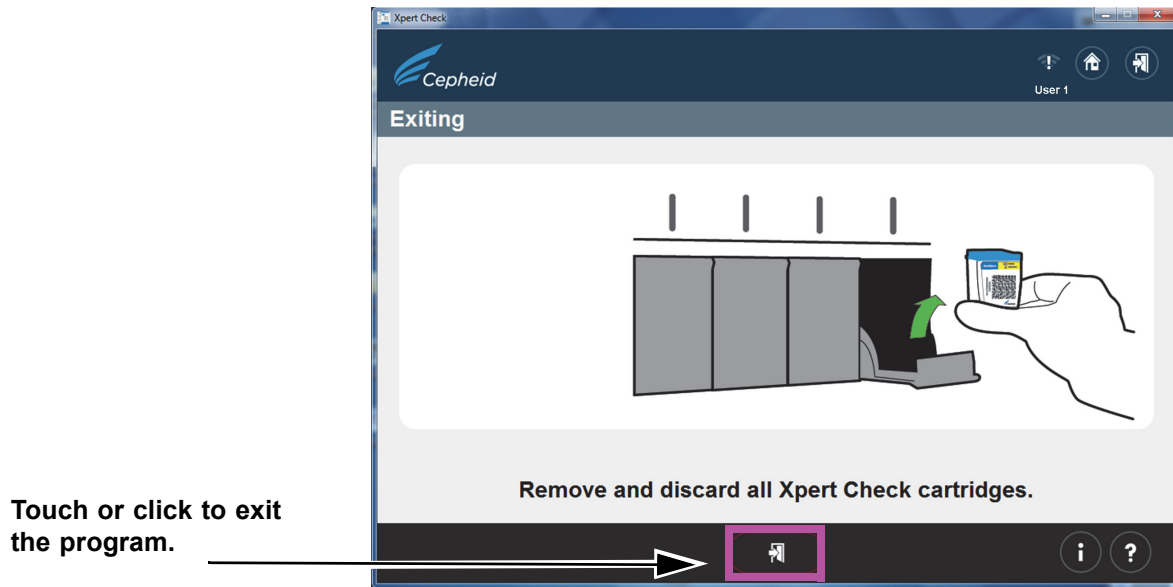 Xpert Check
Cepheid
User 1
Exiting
Remove and discard all Xpert Check cartridges.
Touch or click to exit
the program.
i ?